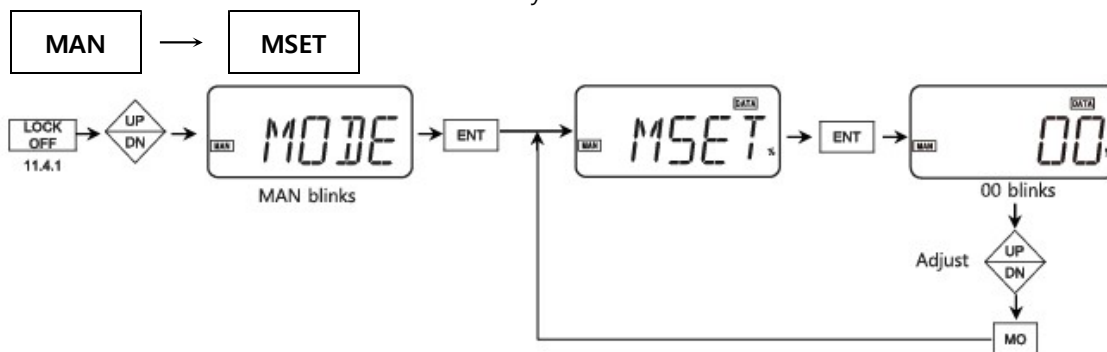 MAN → MSET
LOCK OFF
11.4.1
UP
DN
MAN MODE
MAN blinks
ENT
DATA
MAN MSET %
ENT
DATA
MAN 00
00 blinks
Adjust
UP
DN
MO